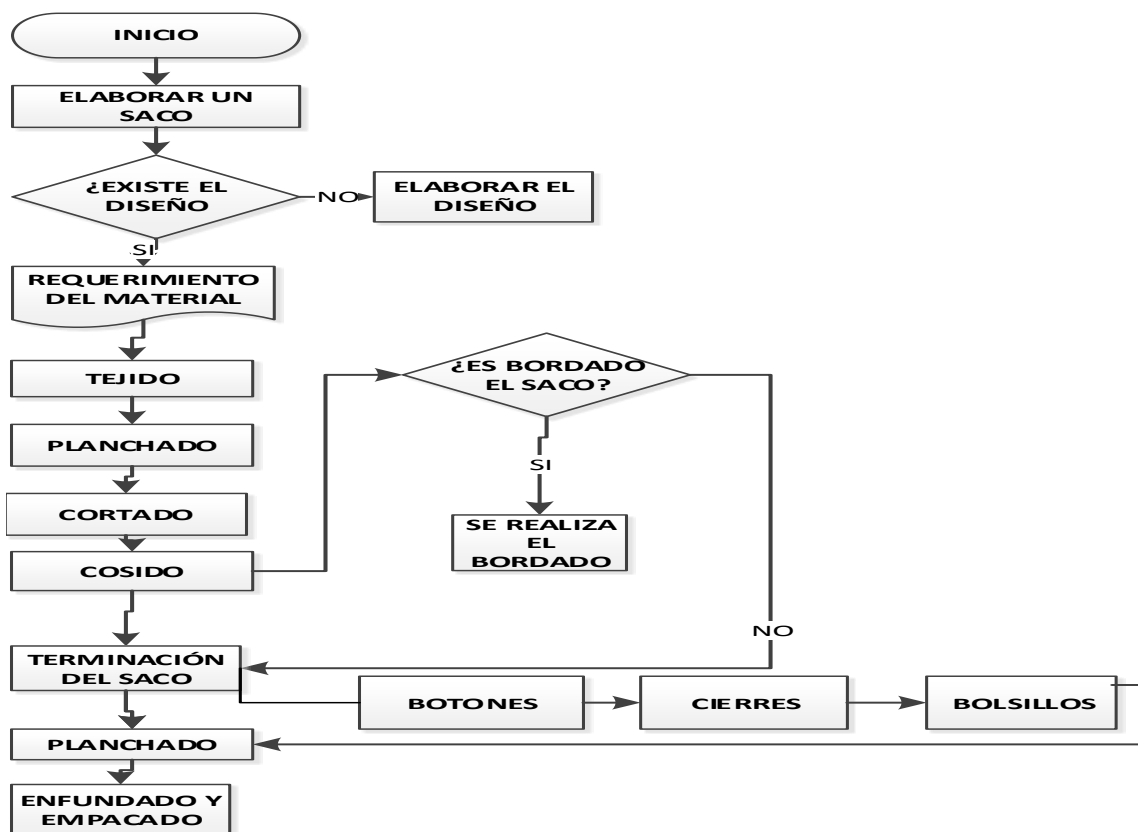 INICIO
ELABORAR UN
SACO
¿EXISTE EL
DISEÑO
NO
ELABORAR EL
DISEÑO
SI
REQUERIMIENTO
DEL MATERIAL
TEJIDO
¿ES BORDADO
EL SACO?
PLANCHADO
SI
CORTADO
SE REALIZA
EL
BORDADO
COSIDO
NO
TERMINACIÓN
DEL SACO
BOTONES
CIERRES
BOLSILLOS
PLANCHADO
ENFUNDADO Y
EMPACADO